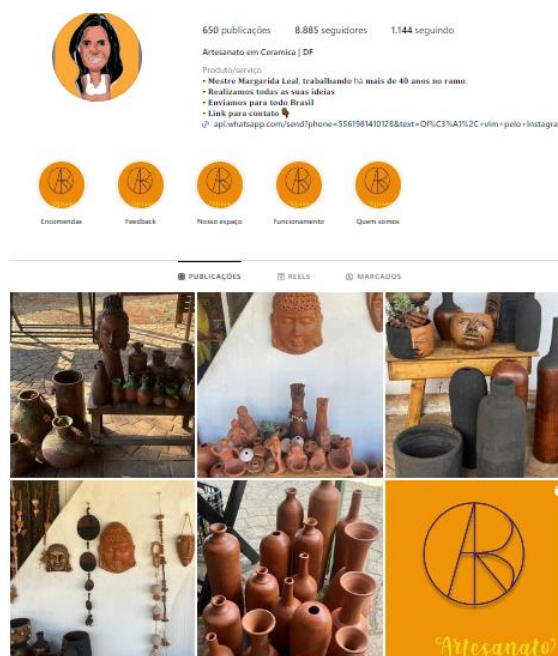 650 publicações 8.885 seguidores 1.144 seguindo
Artesanato em Ceramica | DF
Produto/serviço
• Mestre Margarida Leal, trabalhando há mais de 40 anos no ramo.
• Realizamos todas as suas ideias
• Enviamos para todo Brasil
• Link para contato
api.whatsapp.com/send?phone=5561981410128&text=Ol%C3%A1%2C+vim+pelo+Instagra
Encomendas Feedback Nosso espaço Funcionamento Quem somos
PUBLICAÇÕES REELS MARCADOS
AR
Artesanato